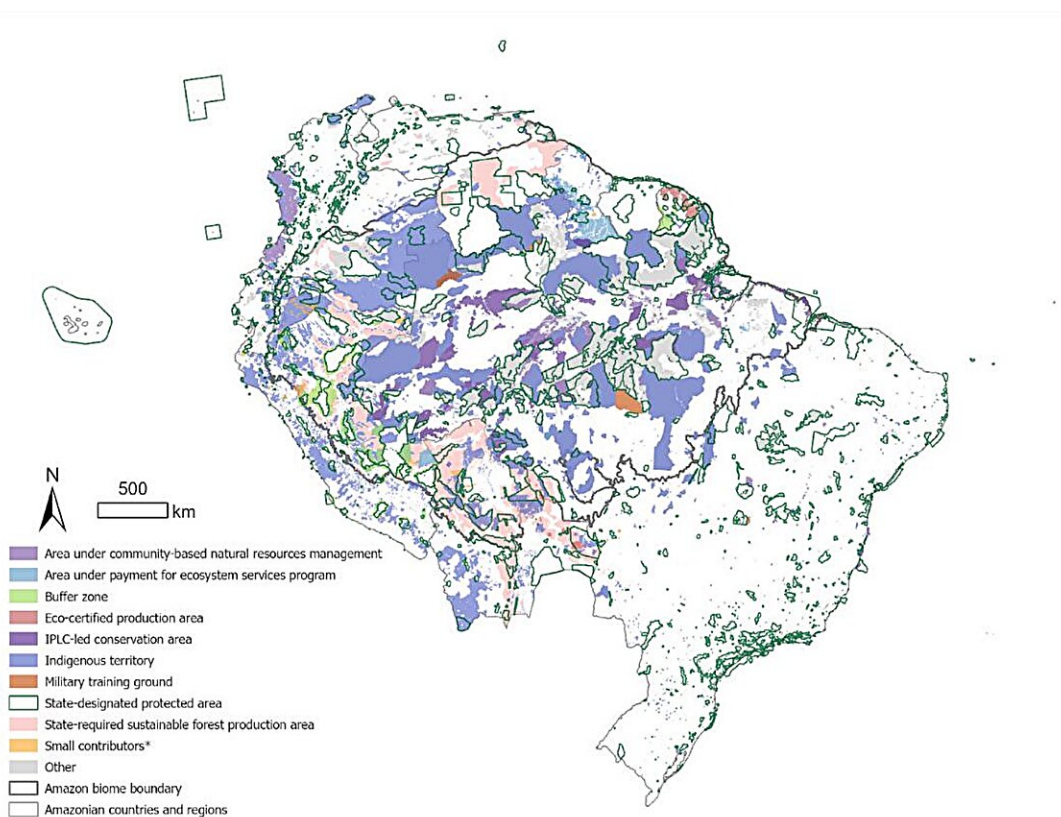 N
500
km
Area under community-based natural resources management
Area under payment for ecosystem services program
Buffer zone
Eco-certified production area
IPLC-led conservation area
Indigenous territory
Military training ground
State-designated protected area
State-required sustainable forest production area
Small contributors*
Other
Amazon biome boundary
Amazonian countries and regions